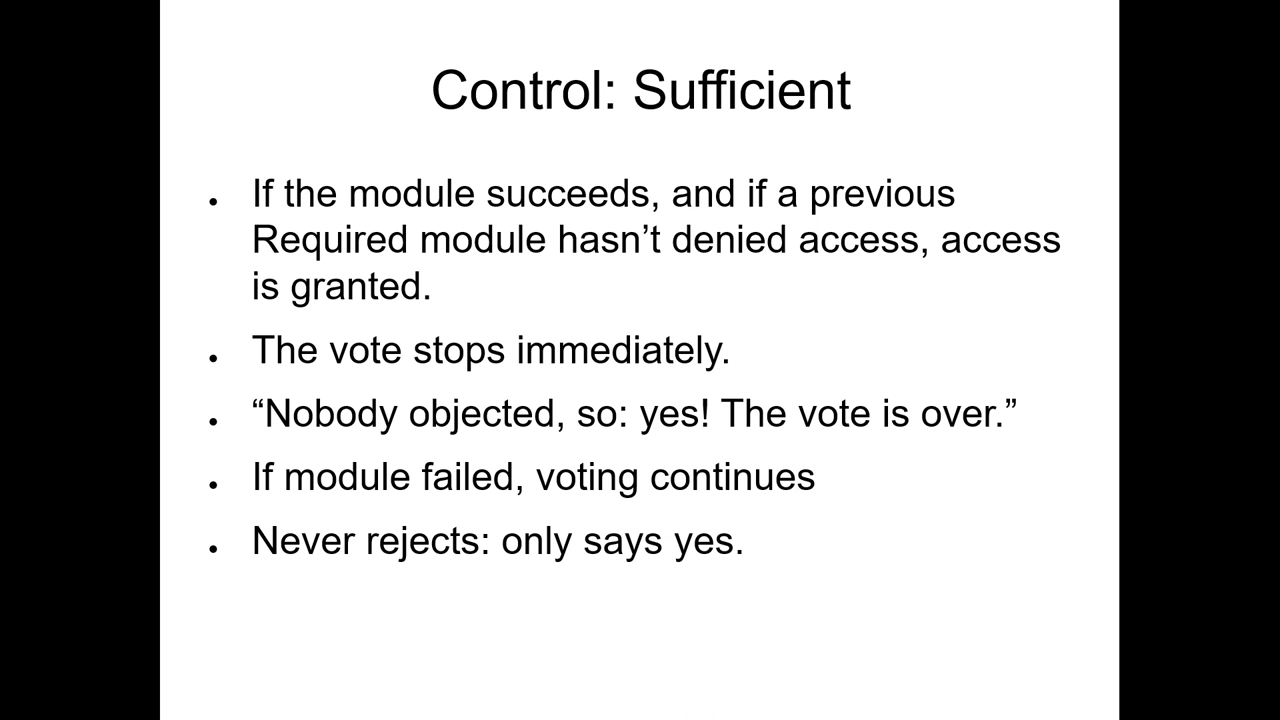 Control: Sufficient
If the module succeeds, and if a previous
Required module hasn’t denied access, access
is granted.
The vote stops immediately.
“Nobody objected, so: yes! The vote is over.”
If module failed, voting continues
Never rejects: only says yes.